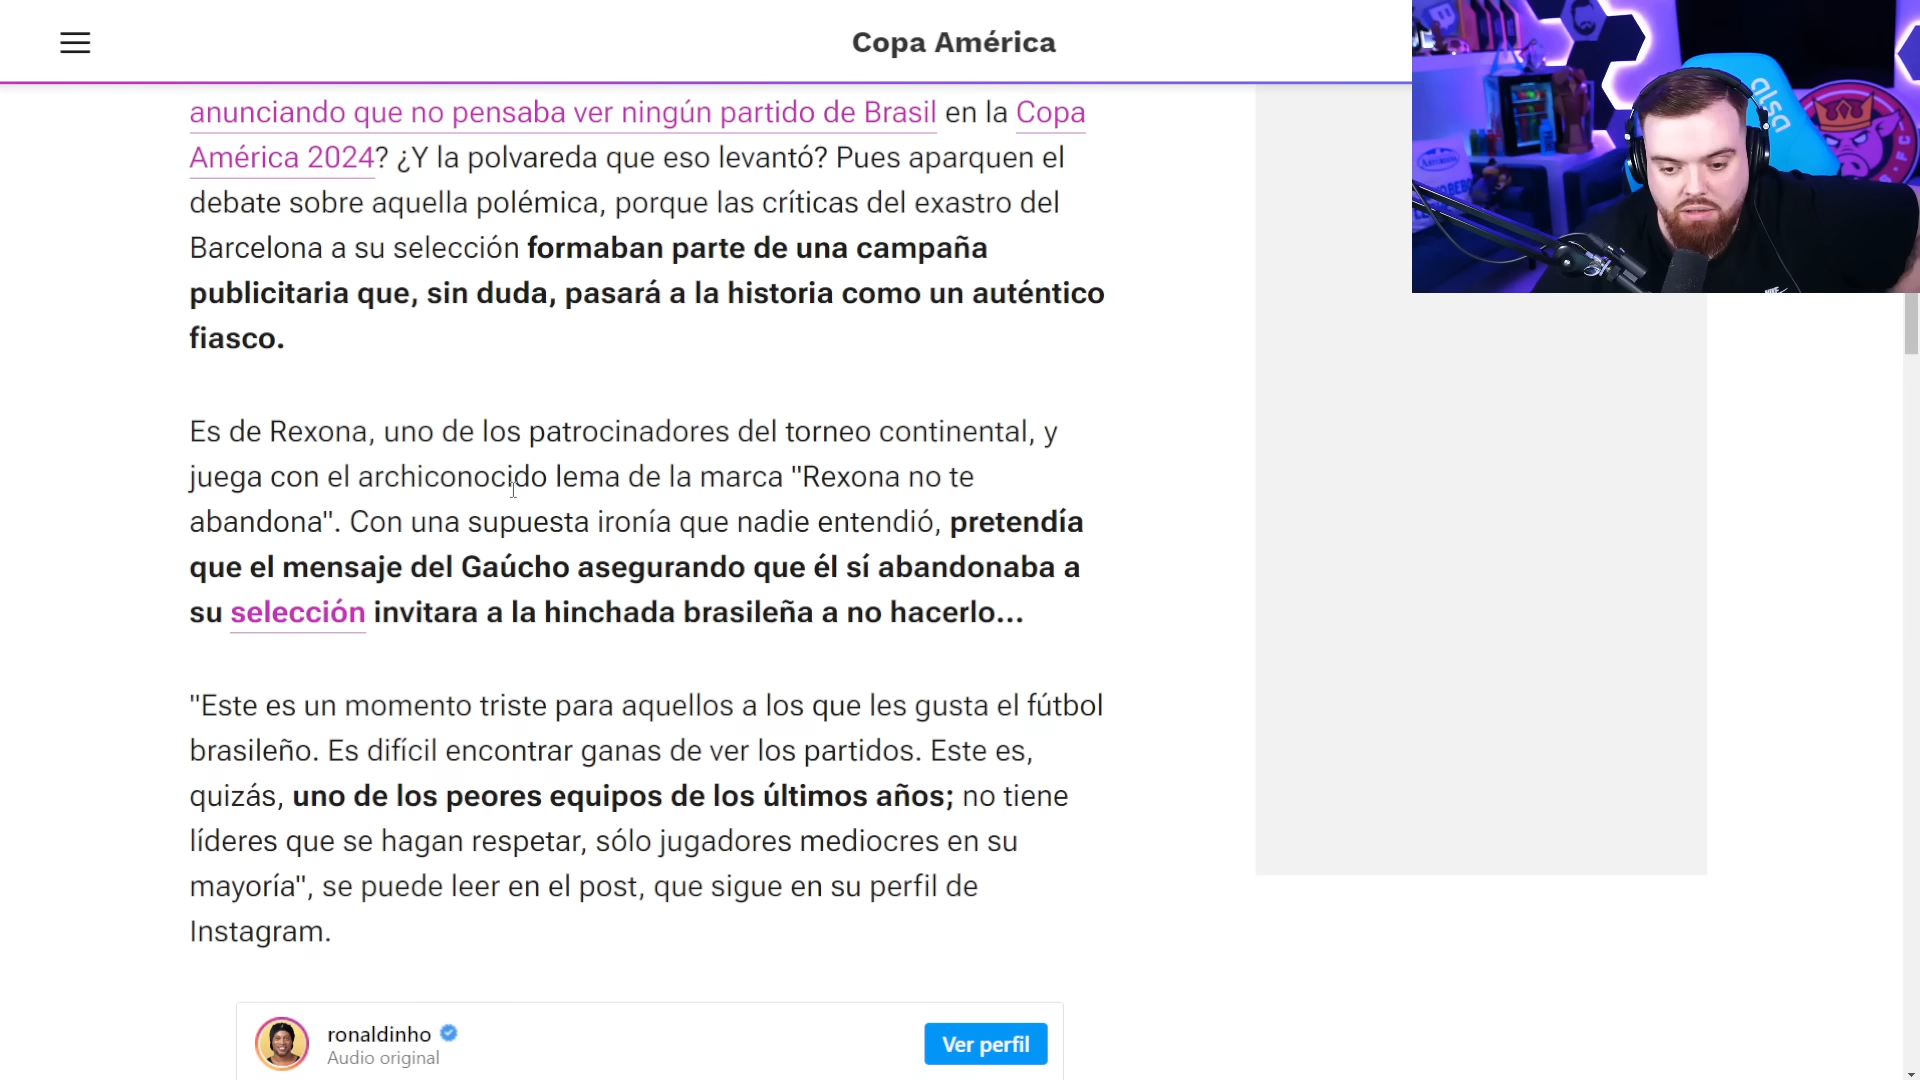 Copa América
anunciando que no pensaba ver ningún partido de Brasil en la Copa
América 2024? ¿Y la polvareda que eso levantó? Pues aparquen el
debate sobre aquella polémica, porque las críticas del exastro del
Barcelona a su selección formaban parte de una campaña
publicitaria que, sin duda, pasará a la historia como un auténtico
fiasco.
Es de Rexona, uno de los patrocinadores del torneo continental, y
juega con el archiconocido lema de la marca "Rexona no te
abandona". Con una supuesta ironía que nadie entendió, pretendía
que el mensaje del Gaúcho asegurando que él sí abandonaba a
su selección invitara a la hinchada brasileña a no hacerlo...
"Este es un momento triste para aquellos a los que les gusta el fútbol
brasileño. Es difícil encontrar ganas de ver los partidos. Este es,
quizás, uno de los peores equipos de los últimos años; no tiene
líderes que se hagan respetar, sólo jugadores mediocres en su
mayoría", se puede leer en el post, que sigue en su perfil de
Instagram.
ronaldinho
Audio original
Ver perfil